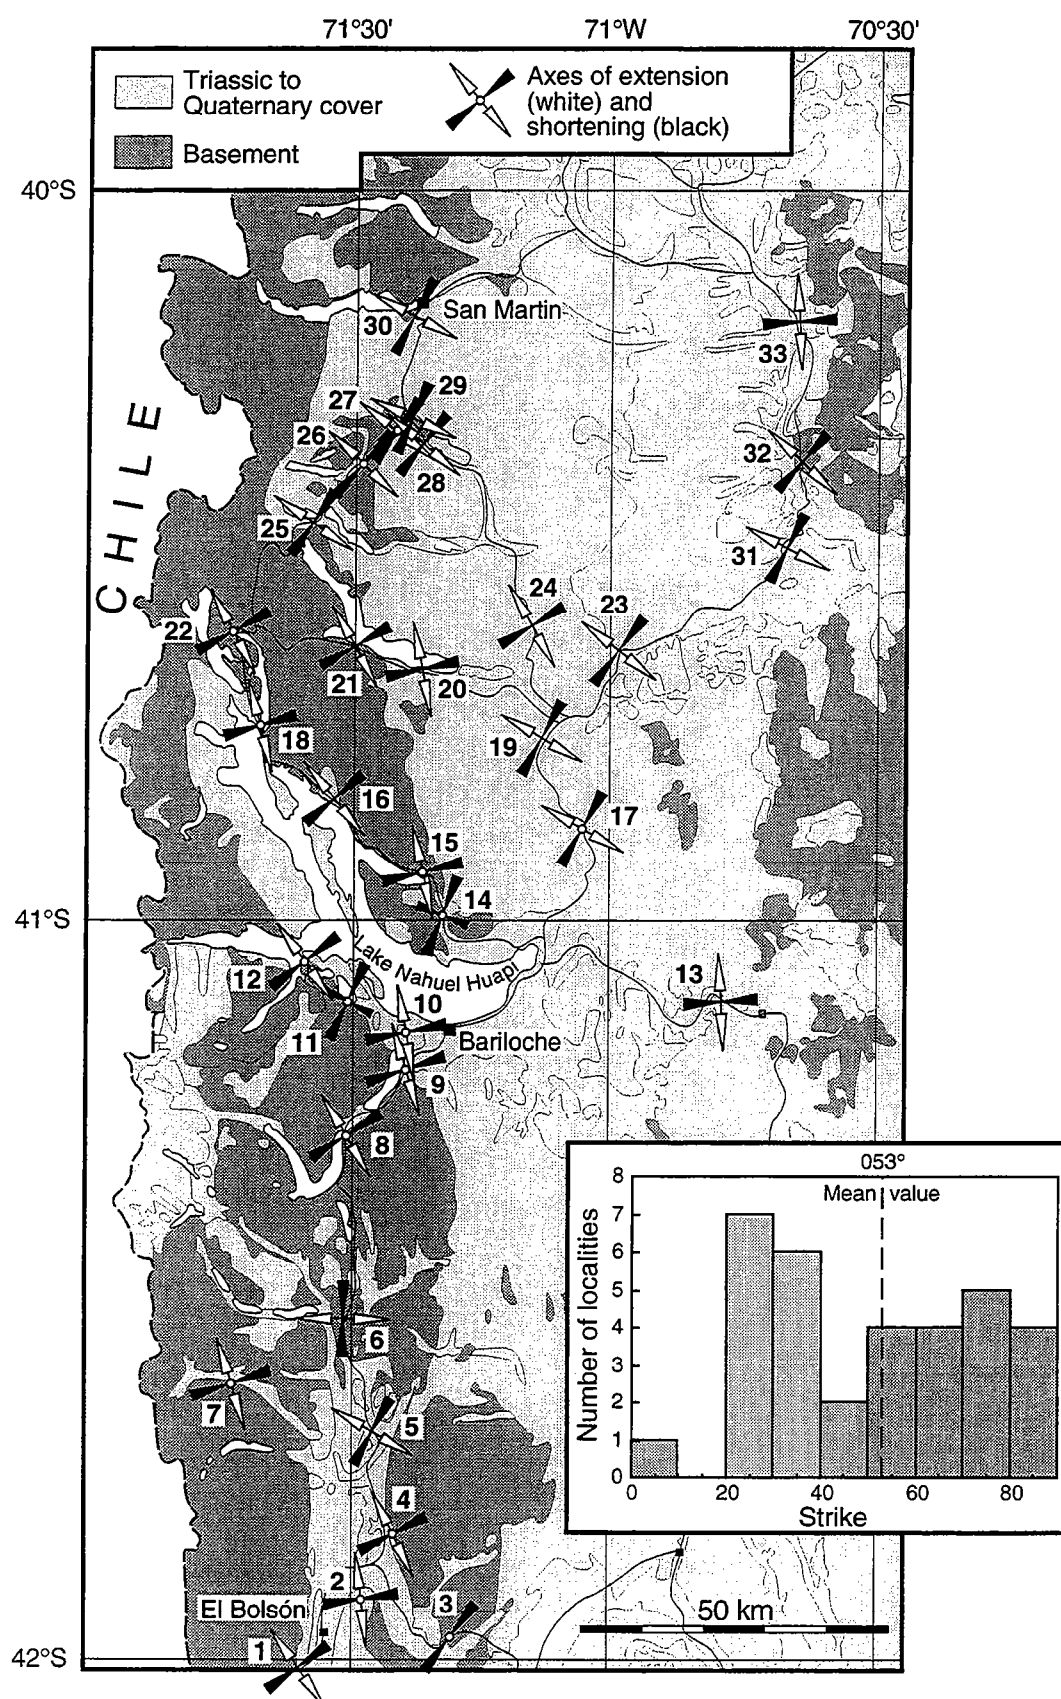 71°30' 71°W 70°30'
Triassic to
Quaternary cover
Basement
Axes of extension
(white) and
shortening (black)
40°S
San Martin
30
33
29
27
26
32
28
25
31
CHILE
24
23
22
21
20
19
18
16
17
15
14
41°S
Lake Nahuel Huapi
12
13
10
11
Bariloche
9
8
6
7
5
4
2
El Bolsón
3
1
42°S
50 km
053°
Mean value
Number of localities
8
7
6
5
4
3
2
1
0
0 20 40 60 80
Strike